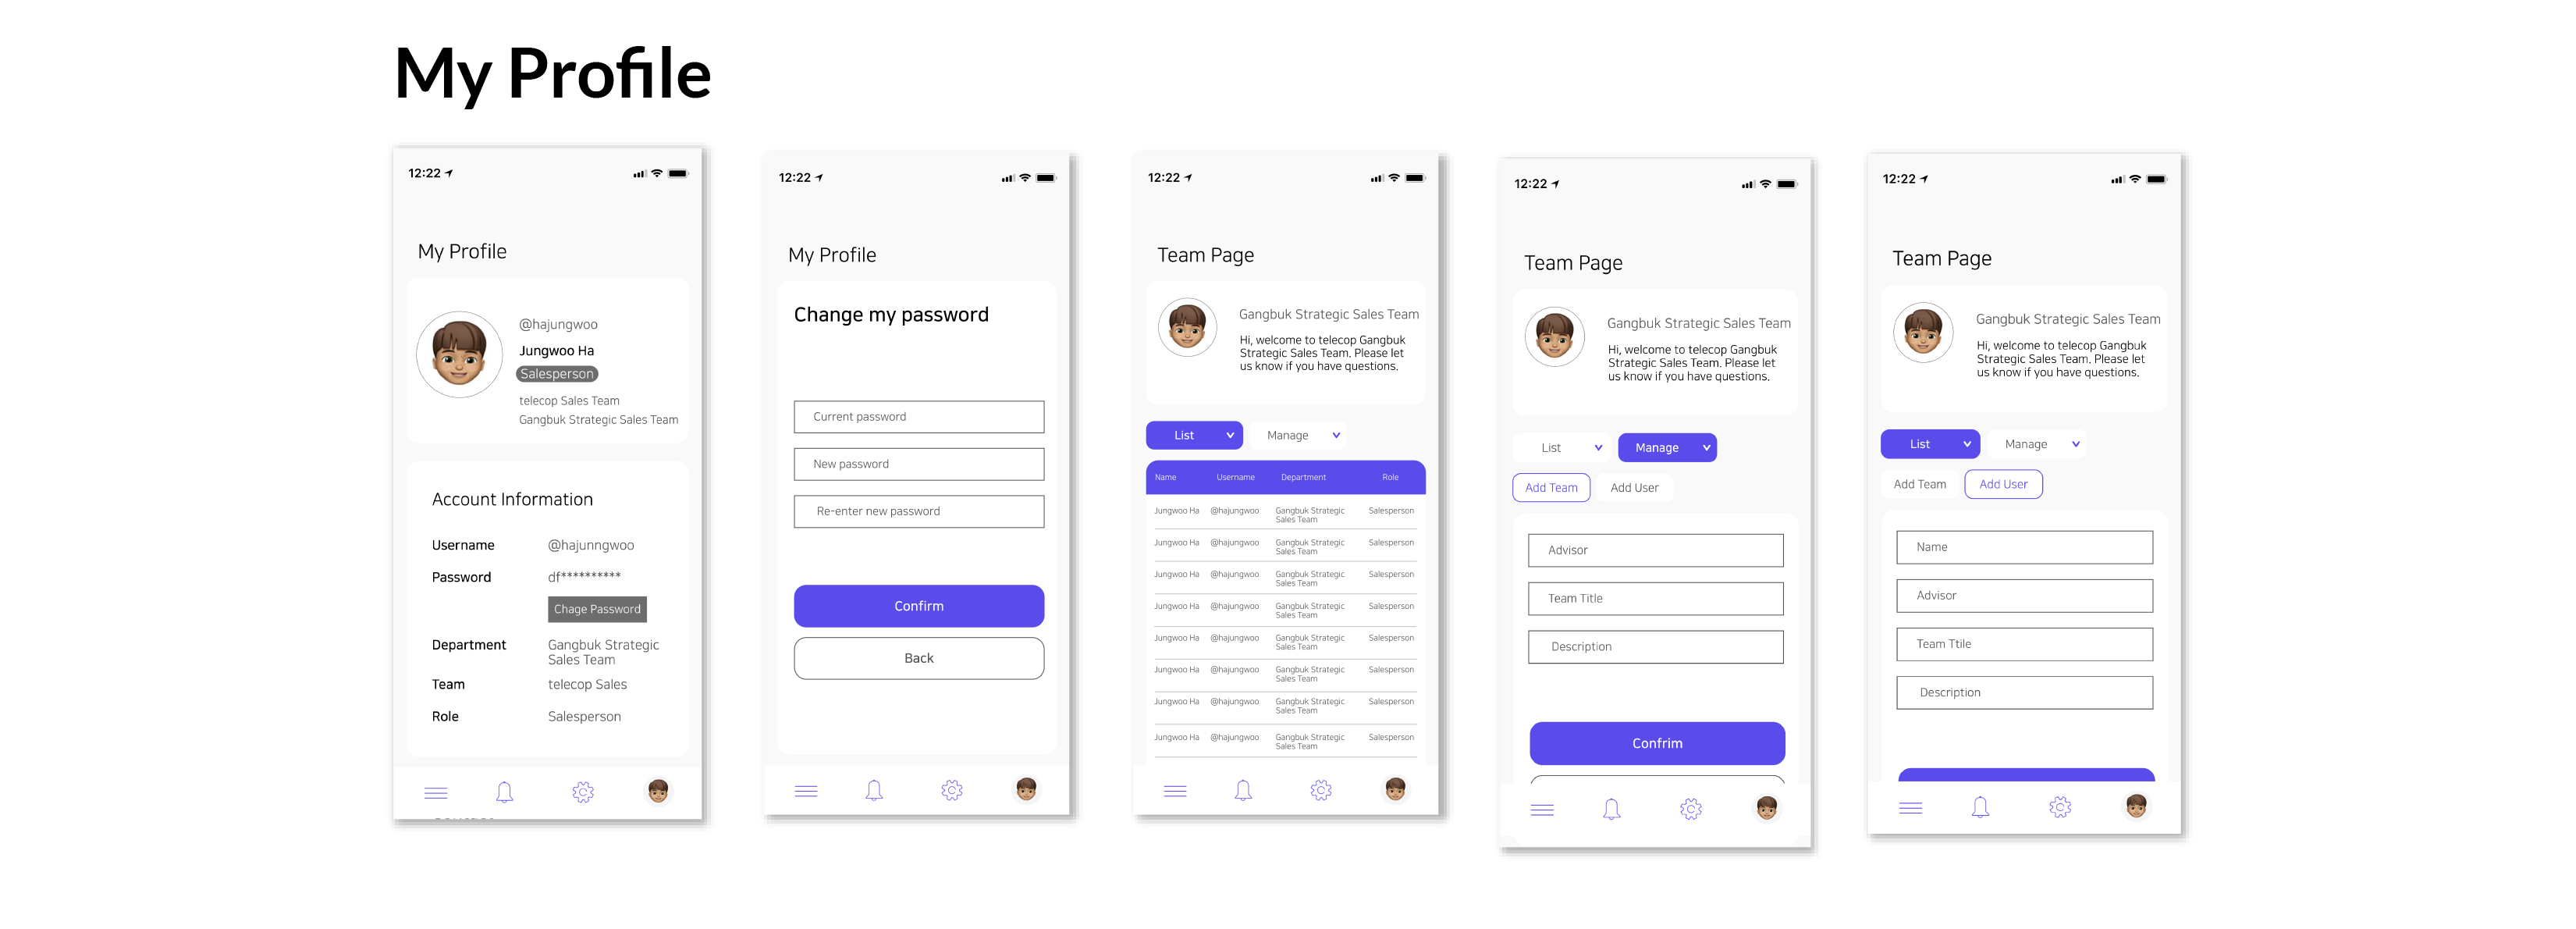 My Profile
12:22
My Profile
@hajungwoo
Jungwoo Ha
Salesperson
telecop Sales Team
Gangbuk Strategic Sales Team
Account Information
Username @hajunngwoo
Password df**********
Chage Password
Department Gangbuk Strategic
Sales Team
Team telecop Sales
Role Salesperson
12:22
My Profile
Change my password
Current password
New password
Re-enter new password
Confirm
Back
12:22
Team Page
Gangbuk Strategic Sales Team
Hi, welcome to telecop Gangbuk
Strategic Sales Team. Please let
us know if you have questions.
List Manage
Name Username Department Role
Jungwoo Ha @hajungwoo Gangbuk Strategic Salesperson
Sales Team
Jungwoo Ha @hajungwoo Gangbuk Strategic Salesperson
Sales Team
Jungwoo Ha @hajungwoo Gangbuk Strategic Salesperson
Sales Team
Jungwoo Ha @hajungwoo Gangbuk Strategic Salesperson
Sales Team
Jungwoo Ha @hajungwoo Gangbuk Strategic Salesperson
Sales Team
Jungwoo Ha @hajungwoo Gangbuk Strategic Salesperson
Sales Team
Jungwoo Ha @hajungwoo Gangbuk Strategic Salesperson
Sales Team
Jungwoo Ha @hajungwoo Gangbuk Strategic Salesperson
Sales Team
12:22
Team Page
Gangbuk Strategic Sales Team
Hi, welcome to telecop Gangbuk
Strategic Sales Team. Please let
us know if you have questions.
List Manage
Add Team Add User
Advisor
Team Title
Description
Confrim
12:22
Team Page
Gangbuk Strategic Sales Team
Hi, welcome to telecop Gangbuk
Strategic Sales Team. Please let
us know if you have questions.
List Manage
Add Team Add User
Name
Advisor
Team Ttile
Description